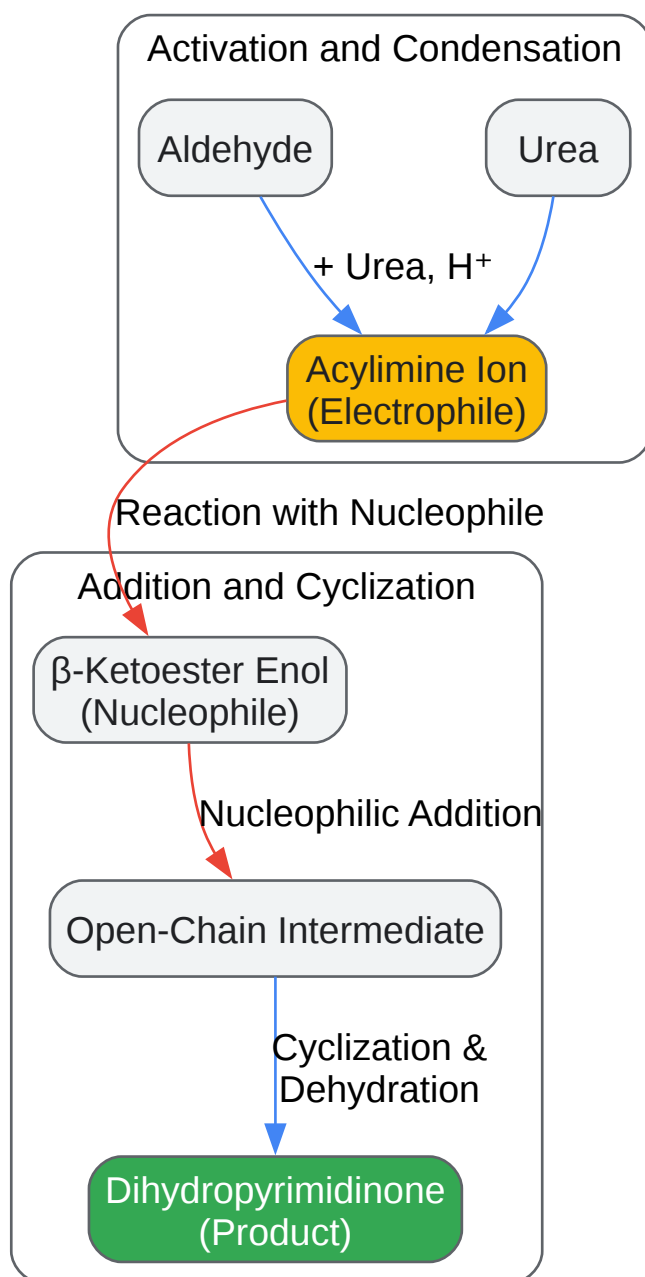 Activation and Condensation
Aldehyde
Urea
+ Urea, H⁺
Acylimine Ion
(Electrophile)
Reaction with Nucleophile
Addition and Cyclization
β-Ketoester Enol
(Nucleophile)
Nucleophilic Addition
Open-Chain Intermediate
Cyclization &
Dehydration
Dihydropyrimidinone
(Product)